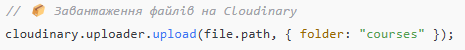 // 📦 Завантаження файлів на Cloudinary
cloudinary.uploader.upload(file.path, { folder: "courses" });